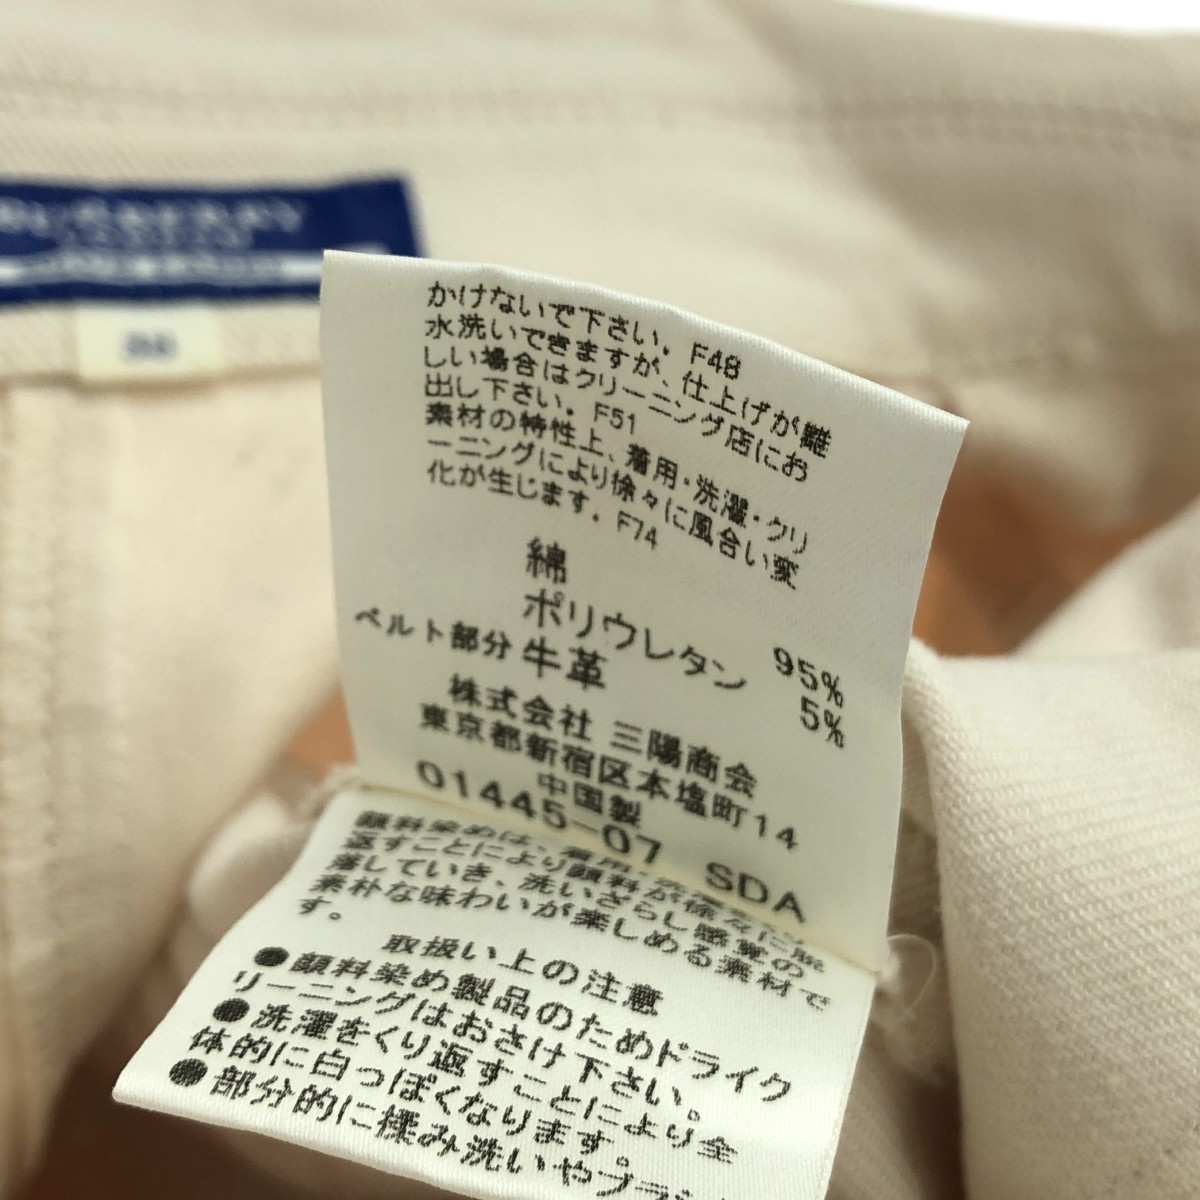 BURBERRY
かけないで下さい。F48
水洗いできますが、仕上げが難
しい場合はクリーニング店にお
出し下さい。F51
素材の特性上、着用・洗濯・クリ
ーニングにより徐々に風合い変
化が生じます。F74
綿 95%
ポリウレタン 5%
ベルト部分 牛革
株式会社 三陽商会
東京都新宿区本塩町14
中国製
01445-07 SDA
顔料染めは、着用・洗
返すことにより顔料が徐々に脱
落していき、洗いざらし感覚の
素朴な味わいが楽しめる素材で
す。
取扱い上の注意
●顔料染め製品のためドライク
リーニングはおさけ下さい。
●洗濯をくり返すことにより全
体的に白っぽくなります。
●部分的に揉み洗いやブラシ